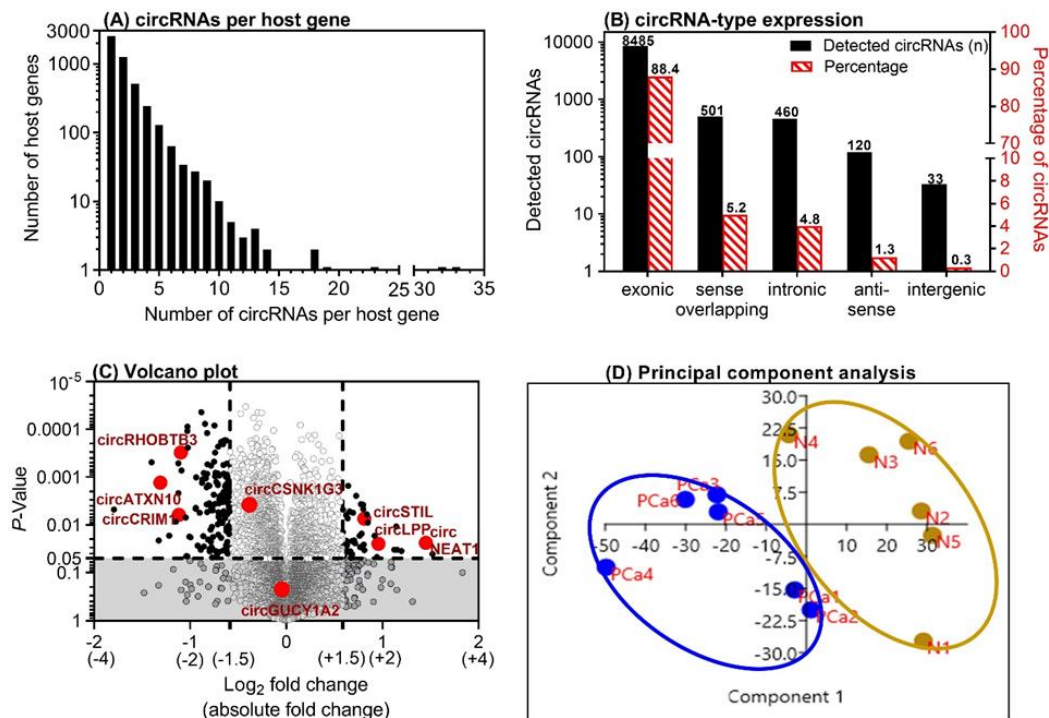 (A) circRNAs per host gene
3000
1000
100
10
1
Number of host genes
0 5 10 15 20 25 30 35
Number of circRNAs per host gene
(B) circRNA-type expression
10000
1000
100
10
1
Detected circRNAs
Detected circRNAs (n)
Percentage
8485
88.4
501
5.2
460
4.8
120
1.3
33
0.3
100
90
80
70
10
8
6
4
2
0
Percentage of circRNAs
exonic sense intronic anti- intergenic
overlapping sense
(C) Volcano plot
10-5
0.0001
0.001
0.01
0.05
0.1
1
P-Value
circRHOBTB3
circATXN10
circCRIM1
circCSNK1G3
circSTIL
circLPP
circ
NEAT1
circGUCY1A2
-2 -1 0 1 2
(-4) (-2) (-1.5) (+1.5) (+2) (+4)
Log2 fold change
(absolute fold change)
(D) Principal component analysis
30.0
22.5
15.0
7.5
-50 -40 -30 -20 -10 10 20 30
-7.5
-15.0
-22.5
-30.0
Component 2
N4
N6
N3
N2
N5
N1
PCa3
PCa6
PCa5
PCa4
PCa1
PCa2
Component 1